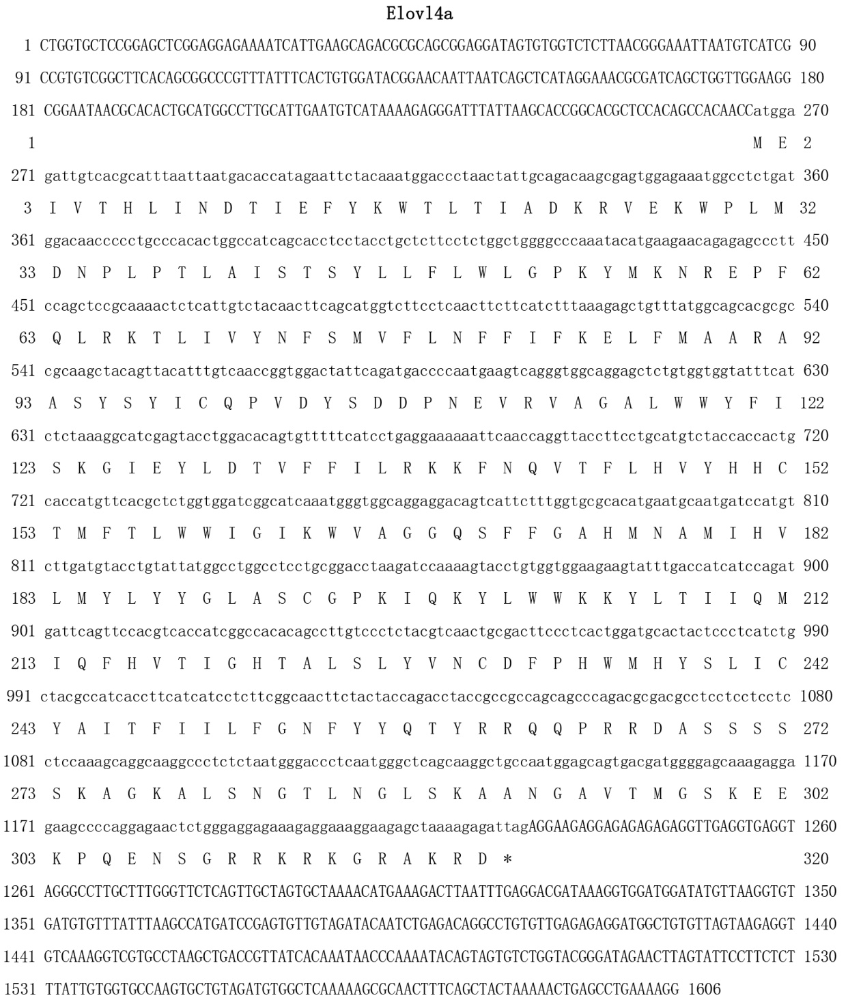 Elovl4a
1 CTGGTGCTCCGGAGCTCGGAGGAGAAAATCATTGAAGCAGACGCGCAGCGGAGGATAGTGTGGTCTCTTAACGGGAAATTAATGTCATCG 90
91 CCGTGTCGGCTTCACAGCGGCCCGTTTATTTCACTGTGGATACGGAACAATTAATCAGCTCATAGGAAACGCGATCAGCTGGTTGGAAGG 180
181 CGGAATAACGCACACTGCATGGCCTTGCATTGAATGTCATAAAAGAGGGATTTATTAAGCACCGGCACGCTCCACAGCCACAACCatgga 270
1 M E 2
271 gattgtcacgcatttaattaatgacaccatagaattctacaaatggaccctaactattgcagacaagcgagtggagaaatggcctctgat 360
3 I V T H L I N D T I E F Y K W T L T I A D K R V E K W P L M 32
361 ggacaaccccctgcccacactggccatcagcacctcctacctgctcttcctctggctggggcccaaatacatgaagaacagagagccctt 450
33 D N P L P T L A I S T S Y L L F L W L G P K Y M K N R E P F 62
451 ccagctccgcaaaactctcattgtctacaacttcagcatggtcttcctcaacttcttcatctttaaagagctgtttatggcagcacgcgc 540
63 Q L R K T L I V Y N F S M V F L N F F I F K E L F M A A R A 92
541 cgcaagctacagttacatttgtcaaccggtggactattcagatgaccccaatgaagtcagggtggcaggagctctgtggtggtatttcat 630
93 A S Y S Y I C Q P V D Y S D D P N E V R V A G A L W W Y F I 122
631 ctctaaaggcatcgagtacctggacacagtgtttttcatcctgaggaaaaaattcaaccaggttaccttcctgcatgtctaccaccactg 720
123 S K G I E Y L D T V F F I L R K K F N Q V T F L H V Y H H C 152
721 caccatgttcacgctctggtggatcggcatcaaatgggtggcaggaggacagtcattctttggtgcgcacatgaatgcaatgatccatgt 810
153 T M F T L W W I G I K W V A G G Q S F F G A H M N A M I H V 182
811 cttgatgtacctgtattatggcctggcctcctgcggacctaagatccaaaagtacctgtggtggaagaagtatttgaccatcatccagat 900
183 L M Y L Y Y G L A S C G P K I Q K Y L W W K K Y L T I I Q M 212
901 gattcagttccacgtcaccatcggccacacagccttgtccctctacgtcaactgcgacttccctcactggatgcactactccctcatctg 990
213 I Q F H V T I G H T A L S L Y V N C D F P H W M H Y S L I C 242
991 ctacgccatcaccttcatcatcctcttcggcaacttctactaccagacctaccgccgccagcagcccagacgcgacgcctcctcctcctc 1080
243 Y A I T F I I L F G N F Y Y Q T Y R R Q Q P R R D A S S S S 272
1081 ctccaaagcaggcaaggccctctctaatgggaccctcaatgggctcagcaaggctgccaatggagcagtgacgatggggagcaaagagga 1170
273 S K A G K A L S N G T L N G L S K A A N G A V T M G S K E E 302
1171 gaagccccaggagaactctgggaggagaaagaggaaaggaagagctaaaagagattagAGGAAGAGGAGAGAGAGAGGTTGAGGTGAGGT 1260
303 K P Q E N S G R R K R K G R A K R D * 320
1261 AGGGCCTTGCTTTGGGTTCTCAGTTGCTAGTGCTAAAACATGAAAGACTTAATTTGAGGACGATAAAGGTGGATGGATATGTTAAGGTGT 1350
1351 GATGTGTTTATTTAAGCCATGATCCGAGTGTTGTAGATACAATCTGAGACAGGCCTGTGTTGAGAGAGGATGGCTGTGTTAGTAAGAGGT 1440
1441 GTCAAAGGTCGTGCCTAAGCTGACCGTTATCACAAATAACCCAAAATACAGTAGTGTCTGGTACGGGATAGAACTTAGTATTCCTTCTCT 1530
1531 TTATTGTGGTGCCAAGTGCTGTAGATGTGGCTCAAAAAGCGCAACTTTCAGCTACTAAAAACTGAGCCTGAAAAGG 1606